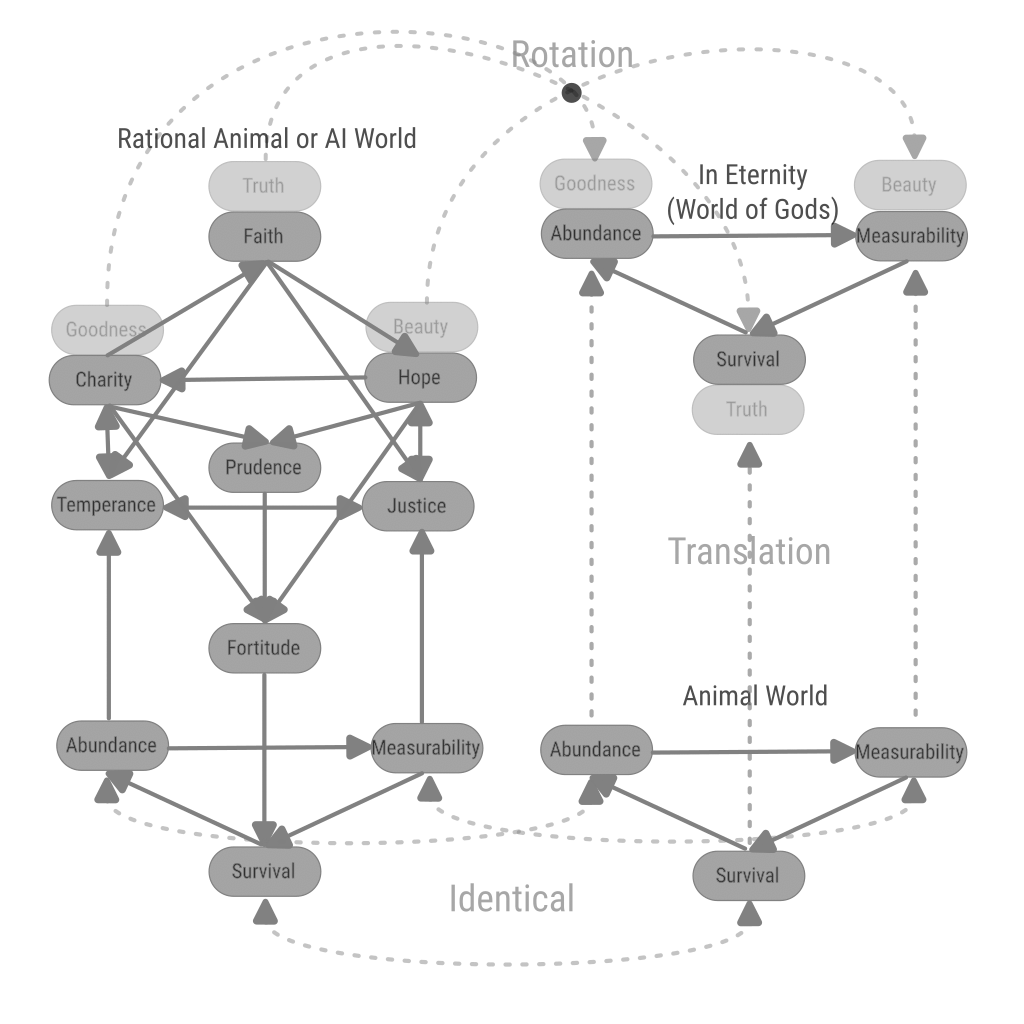 Rotation
Rational Animal or AI World
Truth
Faith
Goodness
Charity
Beauty
Hope
Prudence
Temperance
Justice
Fortitude
Abundance
Measurability
Survival
In Eternity
(World of Gods)
Goodness
Abundance
Beauty
Measurability
Survival
Truth
Translation
Animal World
Abundance
Measurability
Survival
Identical